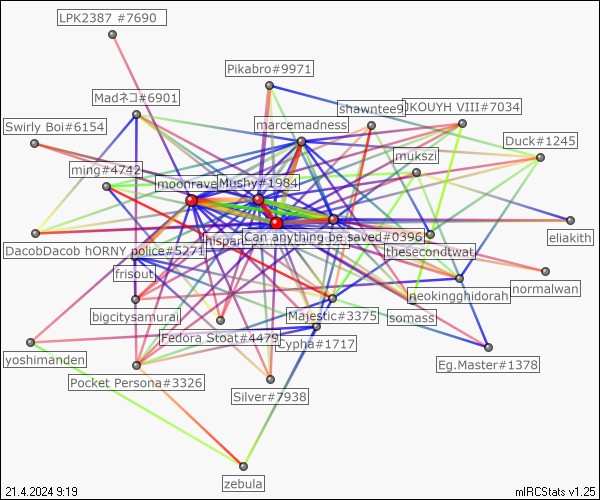 LPK2387 #7690
Pikabro#9971
Madネコ#6901
shawntee9
JKOUYH VIII#7034
Swirly Boi#6154
marcemadness
Duck#1245
mukszi
ming#4742
moonrave
Mushy#1984
eliakith
Can anything be saved#0396
DacobDacob hORNY police#5271
thesecondtwat
frisout
normalwan
neokingghidorah
bigcitysamurai
Majestic#3375
somass
Fedora Stoat#4479
Cypha#1717
yoshimanden
Eg.Master#1378
Pocket Persona#3326
Silver#7938
zebula
21.4.2024 9:19
mIRCStats v1.25